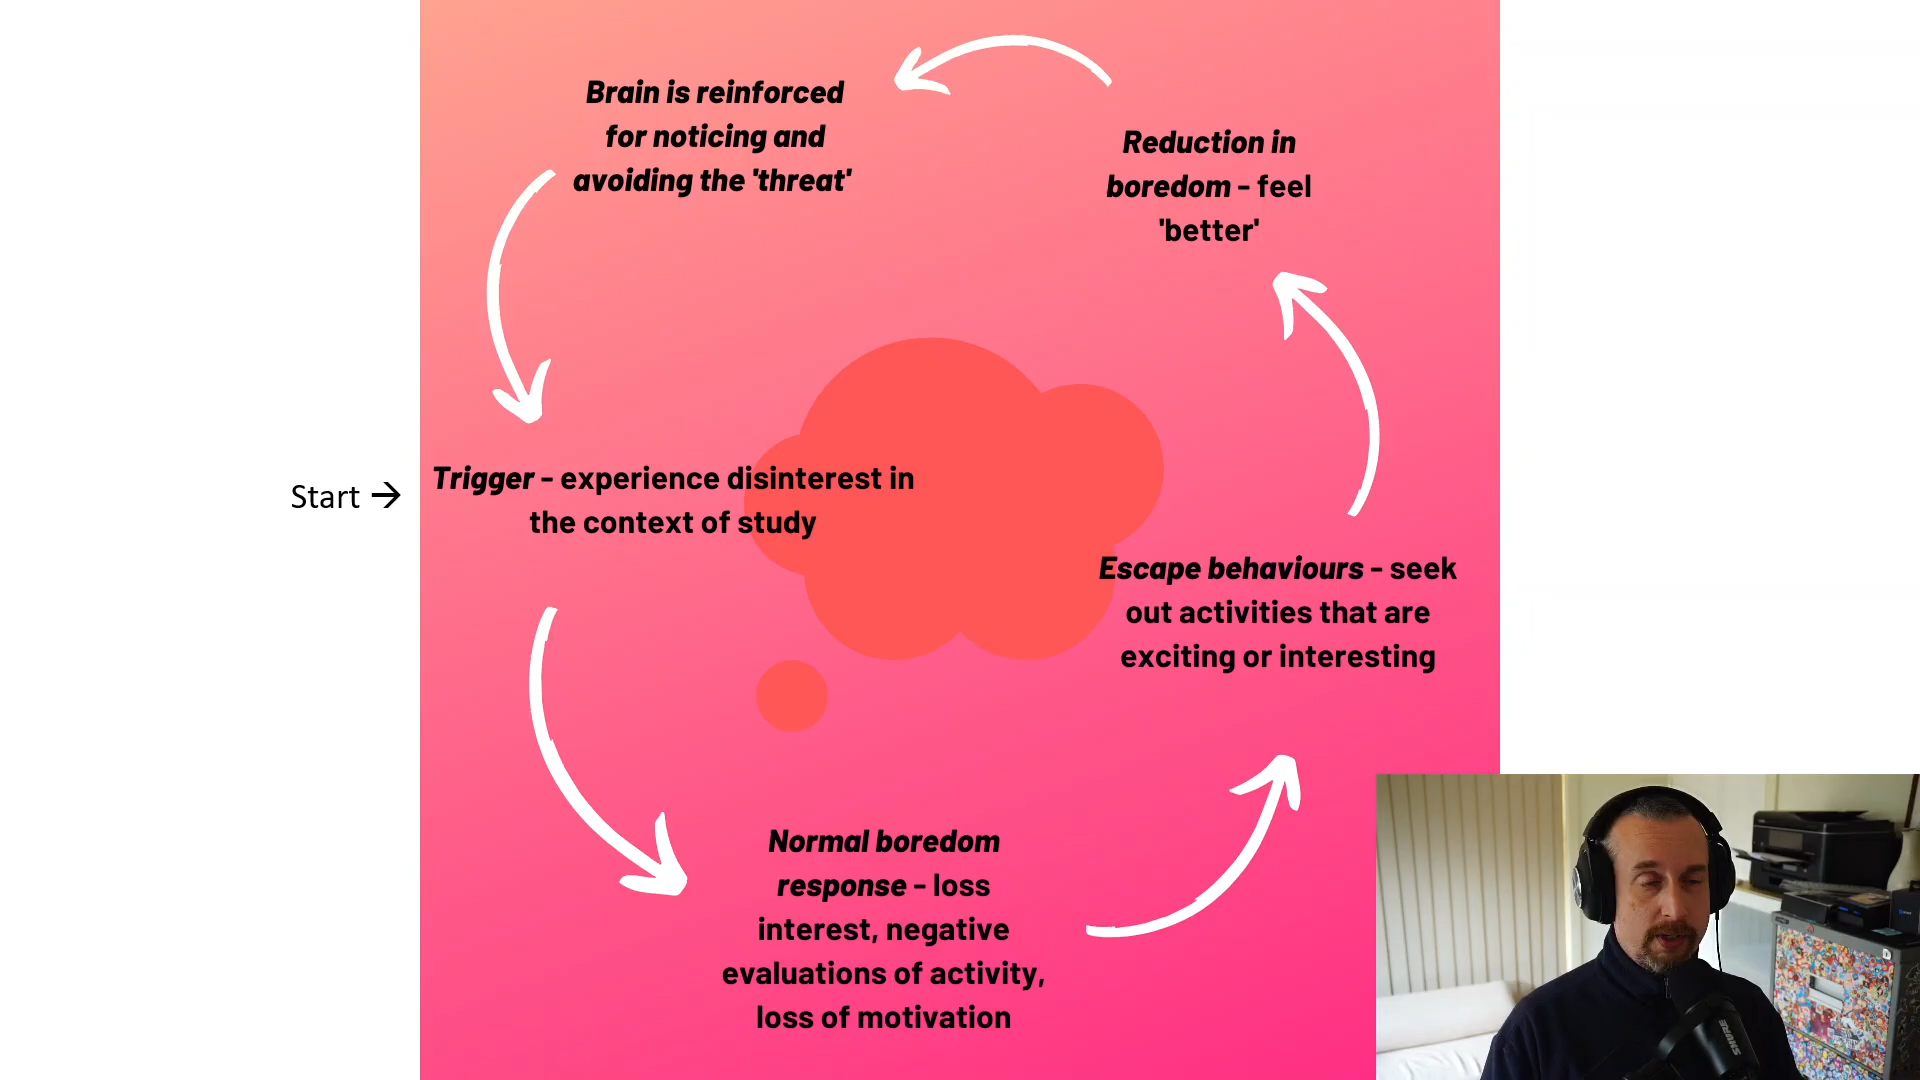 Brain is reinforced
for noticing and
avoiding the 'threat'
Reduction in
boredom - feel
'better'
Start →
Trigger - experience disinterest in
the context of study
Escape behaviours - seek
out activities that are
exciting or interesting
Normal boredom
response - loss
interest, negative
evaluations of activity,
loss of motivation
SHURE